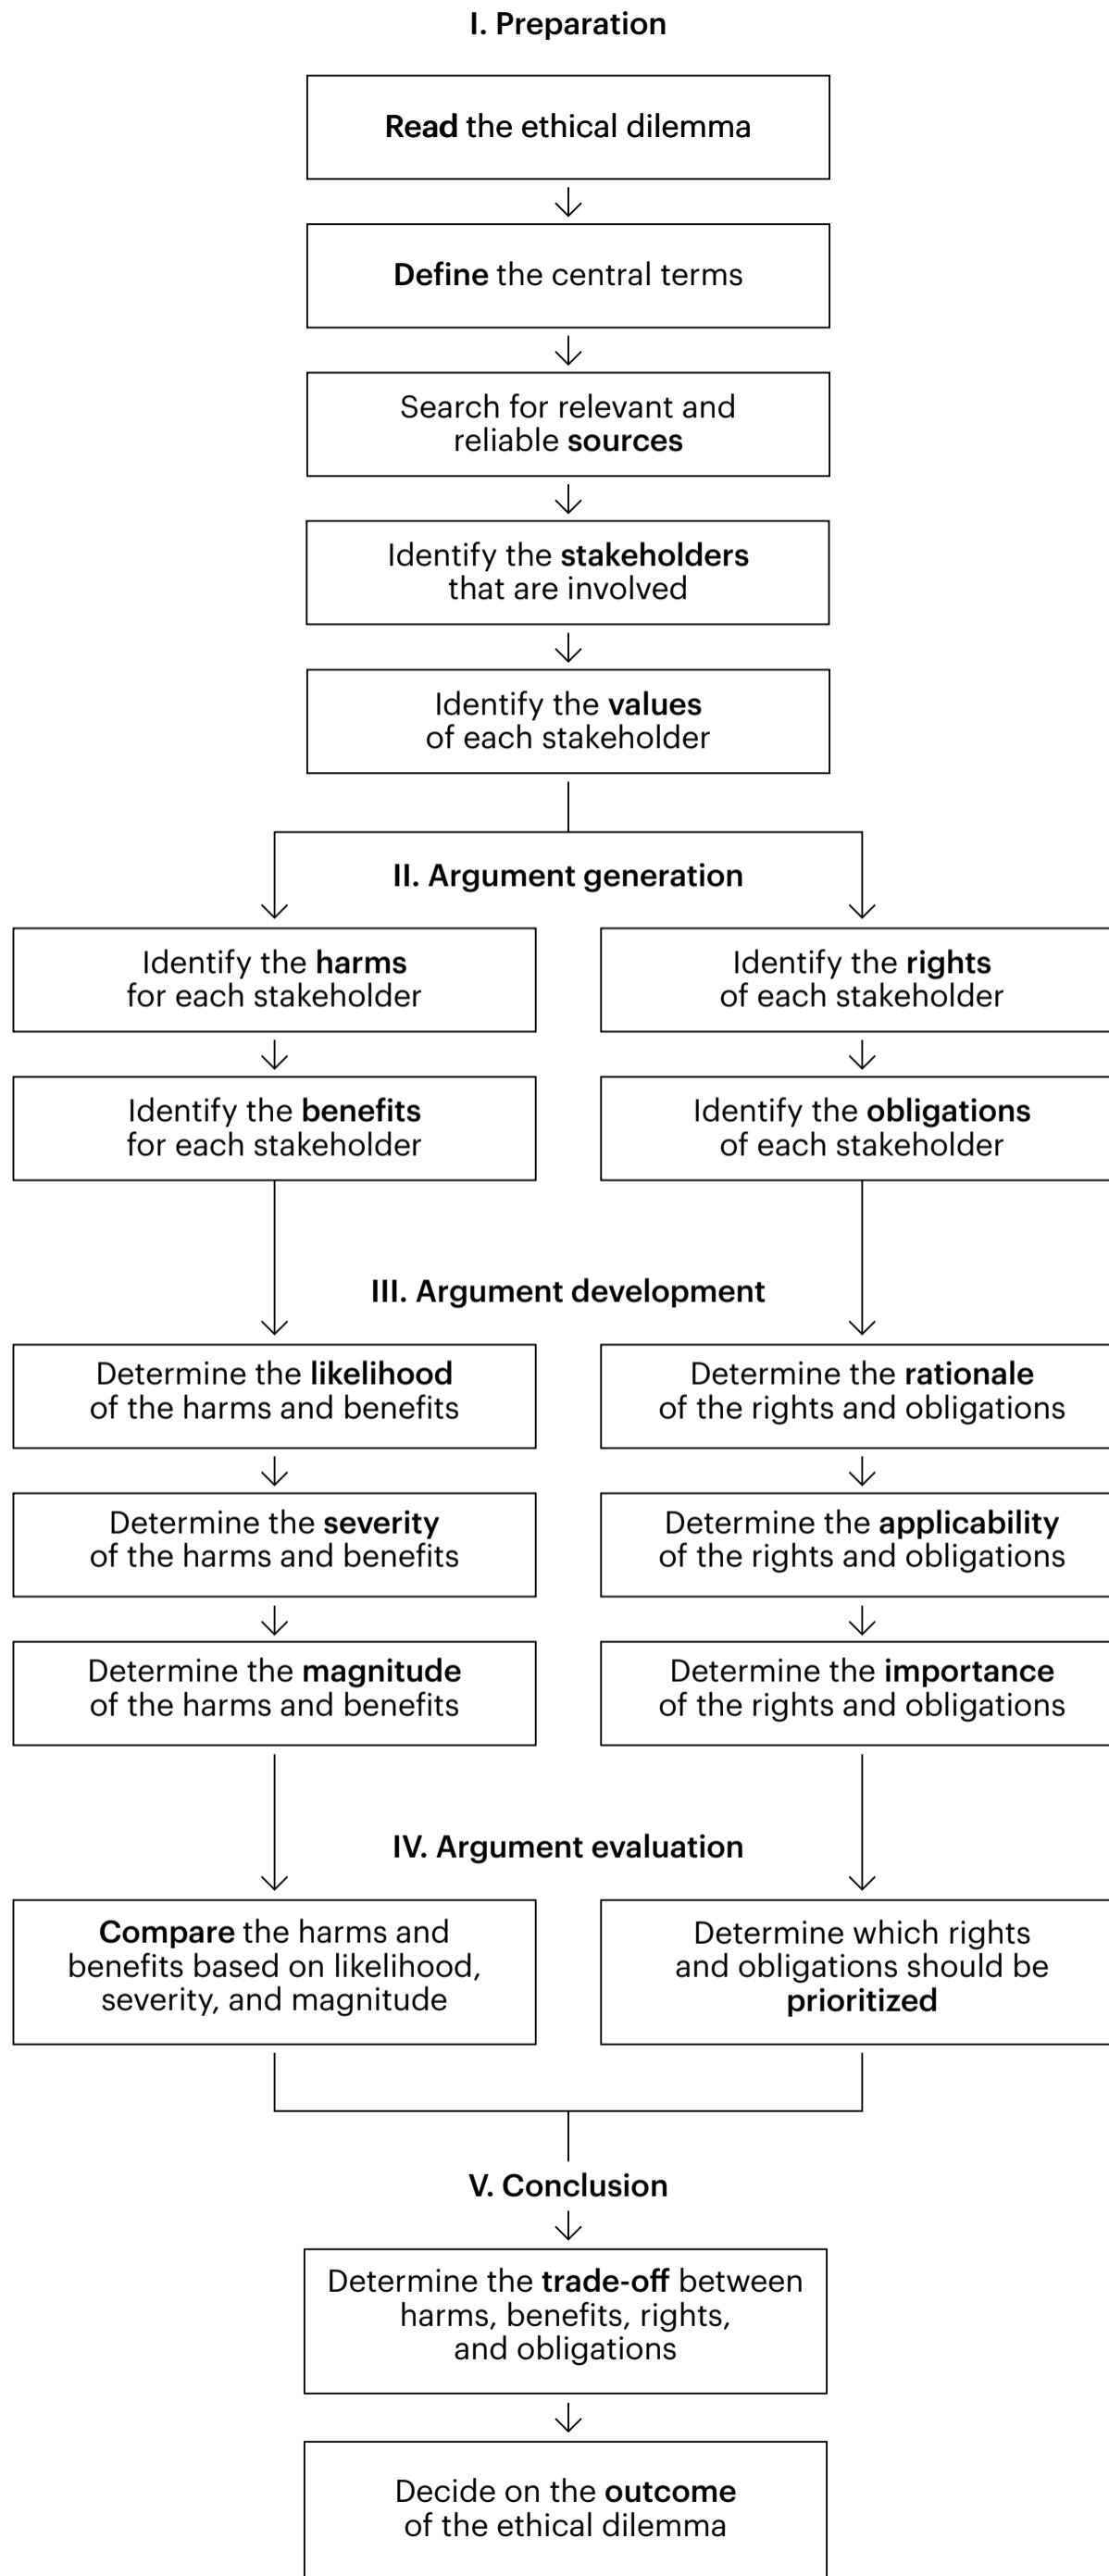 I. Preparation
Read the ethical dilemma
Define the central terms
Search for relevant and
reliable sources
Identify the stakeholders
that are involved
Identify the values
of each stakeholder
II. Argument generation
Identify the harms
for each stakeholder
Identify the benefits
for each stakeholder
Identify the rights
of each stakeholder
Identify the obligations
of each stakeholder
III. Argument development
Determine the likelihood
of the harms and benefits
Determine the severity
of the harms and benefits
Determine the magnitude
of the harms and benefits
Determine the rationale
of the rights and obligations
Determine the applicability
of the rights and obligations
Determine the importance
of the rights and obligations
IV. Argument evaluation
Compare the harms and
benefits based on likelihood,
severity, and magnitude
Determine which rights
and obligations should be
prioritized
V. Conclusion
Determine the trade-off between
harms, benefits, rights,
and obligations
Decide on the outcome
of the ethical dilemma